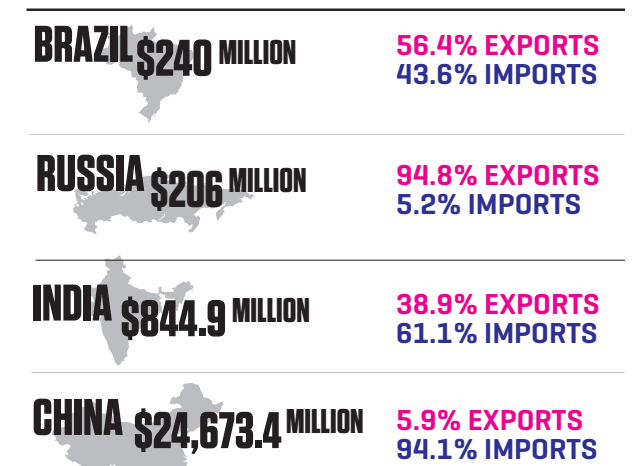 BRAZIL $240 MILLION
56.4% EXPORTS
43.6% IMPORTS
RUSSIA $206 MILLION
94.8% EXPORTS
5.2% IMPORTS
INDIA $844.9 MILLION
38.9% EXPORTS
61.1% IMPORTS
CHINA $24,673.4 MILLION
5.9% EXPORTS
94.1% IMPORTS